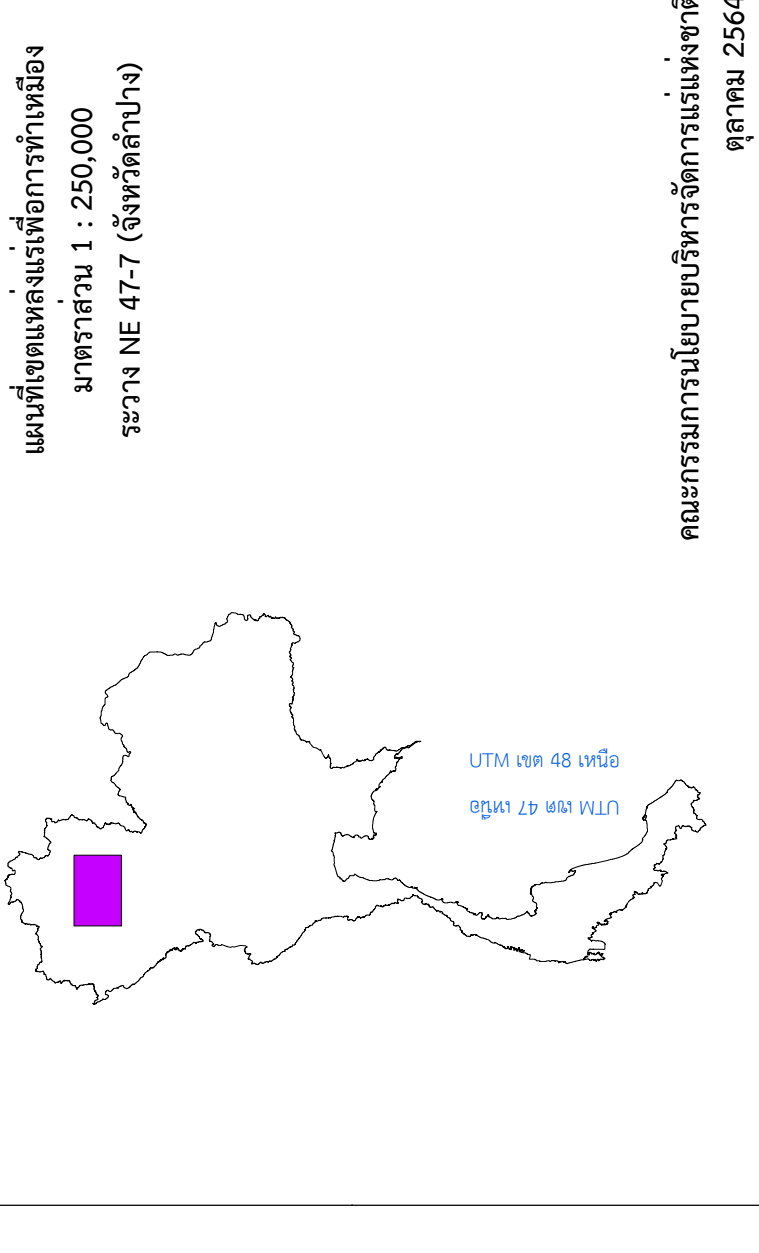 แผนที่เขตแหล่งแร่เพื่อการทำเหมือง
มาตราส่วน 1 : 250,000
ระวาง NE 47-7 (จังหวัดลำปาง)
UTM เขต 48 เหนือ
UTM เขต 47 เหนือ
คณะกรรมการนโยบายบริหารจัดการแร่แห่งชาติ
ตุลาคม 2564